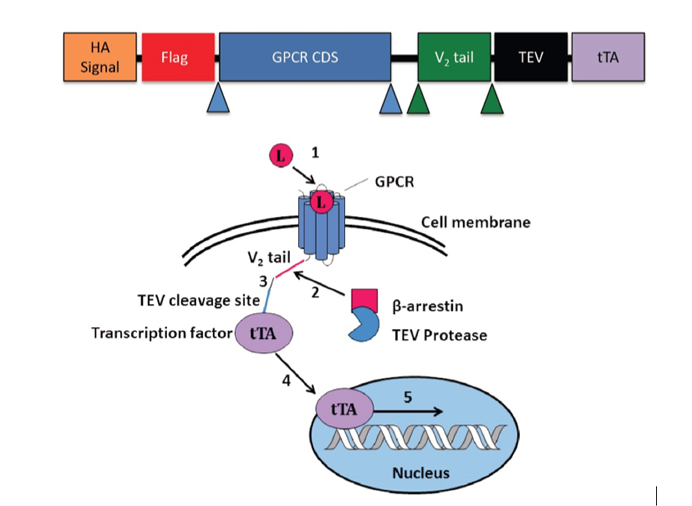 HA
Signal
Flag
GPCR CDS
V₂ tail
TEV
tTA
L
1
GPCR
L
Cell membrane
V₂ tail
3
2
TEV cleavage site
β-arrestin
Transcription factor
tTA
TEV Protease
4
tTA
5
Nucleus